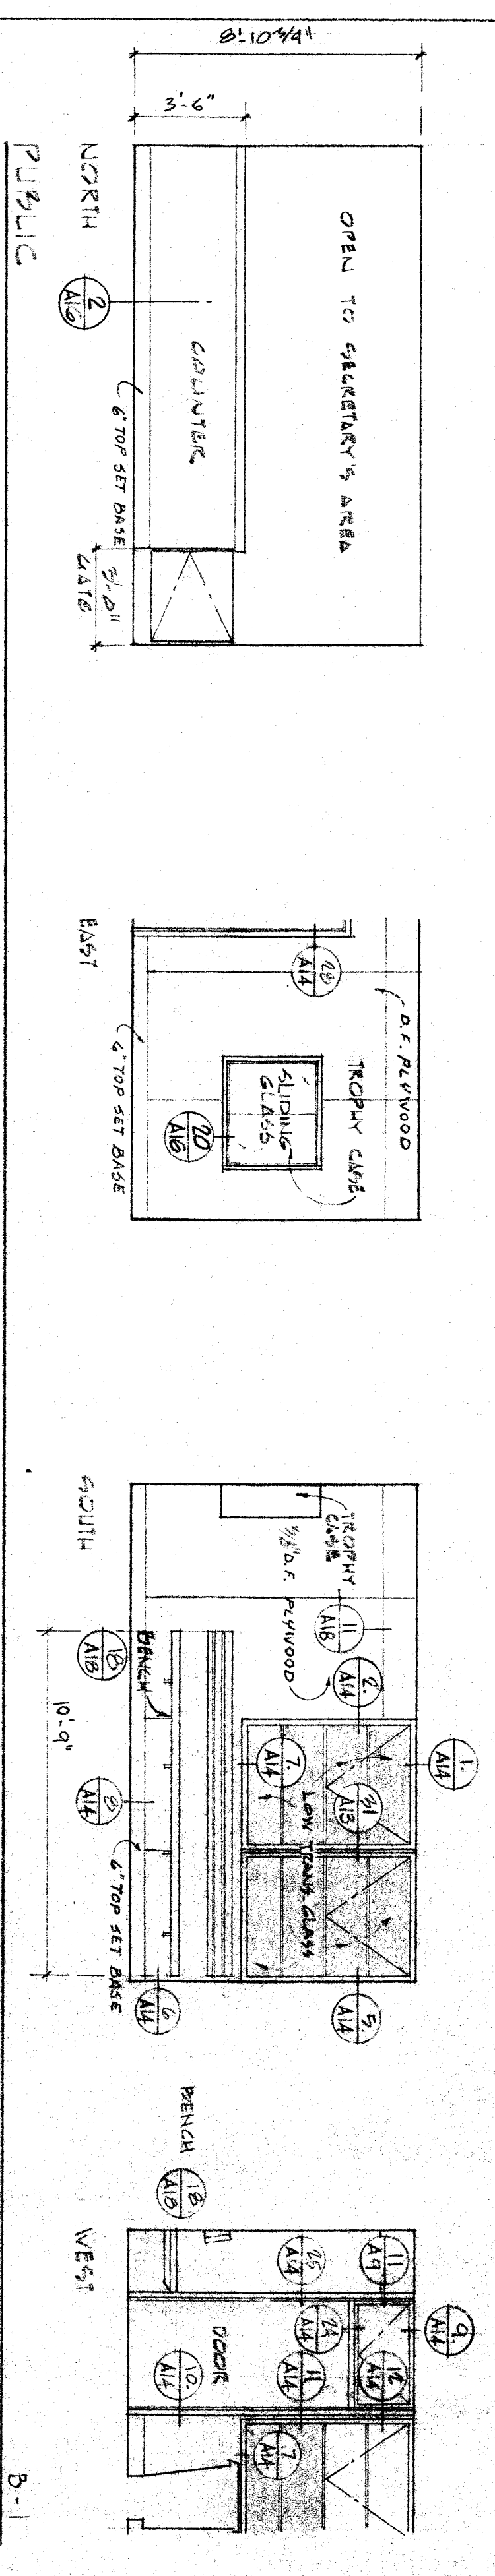 8'-10 3/4"
3'-6"
OPEN TO SECRETARY'S AREA
COUNTER
2
A16
6" TOP SET BASE
3'-0"
GATE
NORTH
PUBLIC
D.F. PLYWOOD
28
A14
TROPHY CASE
SLIDING
GLASS
20
A16
6" TOP SET BASE
EAST
1.
A14
TROPHY
CASE
11
A18
2.
A14
D.F. PLYWOOD
31
A13
LOW TRANS. GLASS
7.
A14
5.
A14
BENCH
18
A18
8
A14
6" TOP SET BASE
6
A14
10'-9"
SOUTH
BENCH
18
A18
11
A9
9.
A14
25
A14
24
A14
12
A14
11
A14
DOOR
10.
A14
7
A14
WEST
B-1